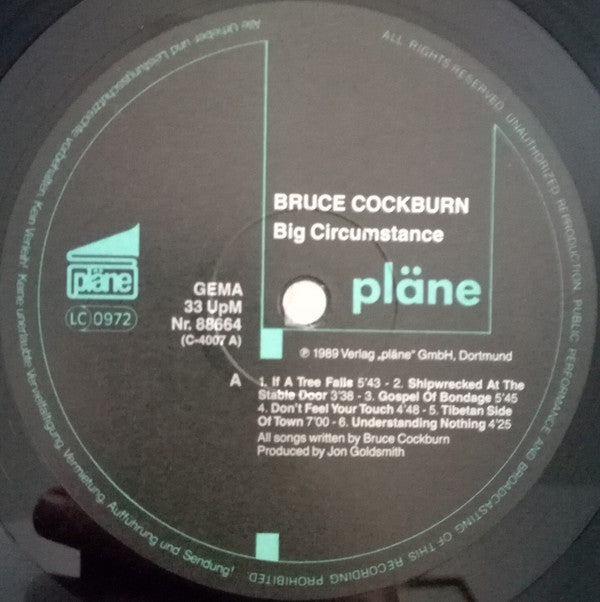 BRUCE COCKBURN
Big Circumstance
pläne
pläne
LC 0972
GEMA
33 UpM
Nr. 88664
(C-4007 A)
℗ 1989 Verlag „pläne" GmbH, Dortmund
A
1. If A Tree Falls 5'43 - 2. Shipwrecked At The
Stable Door 3'38 - 3. Gospel Of Bondage 5'45
4. Don't Feel Your Touch 4'48 - 5. Tibetan Side
Of Town 7'00 - 6. Understanding Nothing 4'25
All songs written by Bruce Cockburn
Produced by Jon Goldsmith
Alle Urheber- und Leistungsschutzrechte vorbehalten. Kein Verleih! Keine unerlaubte Vervielfältigung, Vermietung, Aufführung und Sendung!
ALL RIGHTS RESERVED. UNAUTHORIZED REPRODUCTION, PUBLIC PERFORMANCE AND BROADCASTING OF THIS RECORDING PROHIBITED